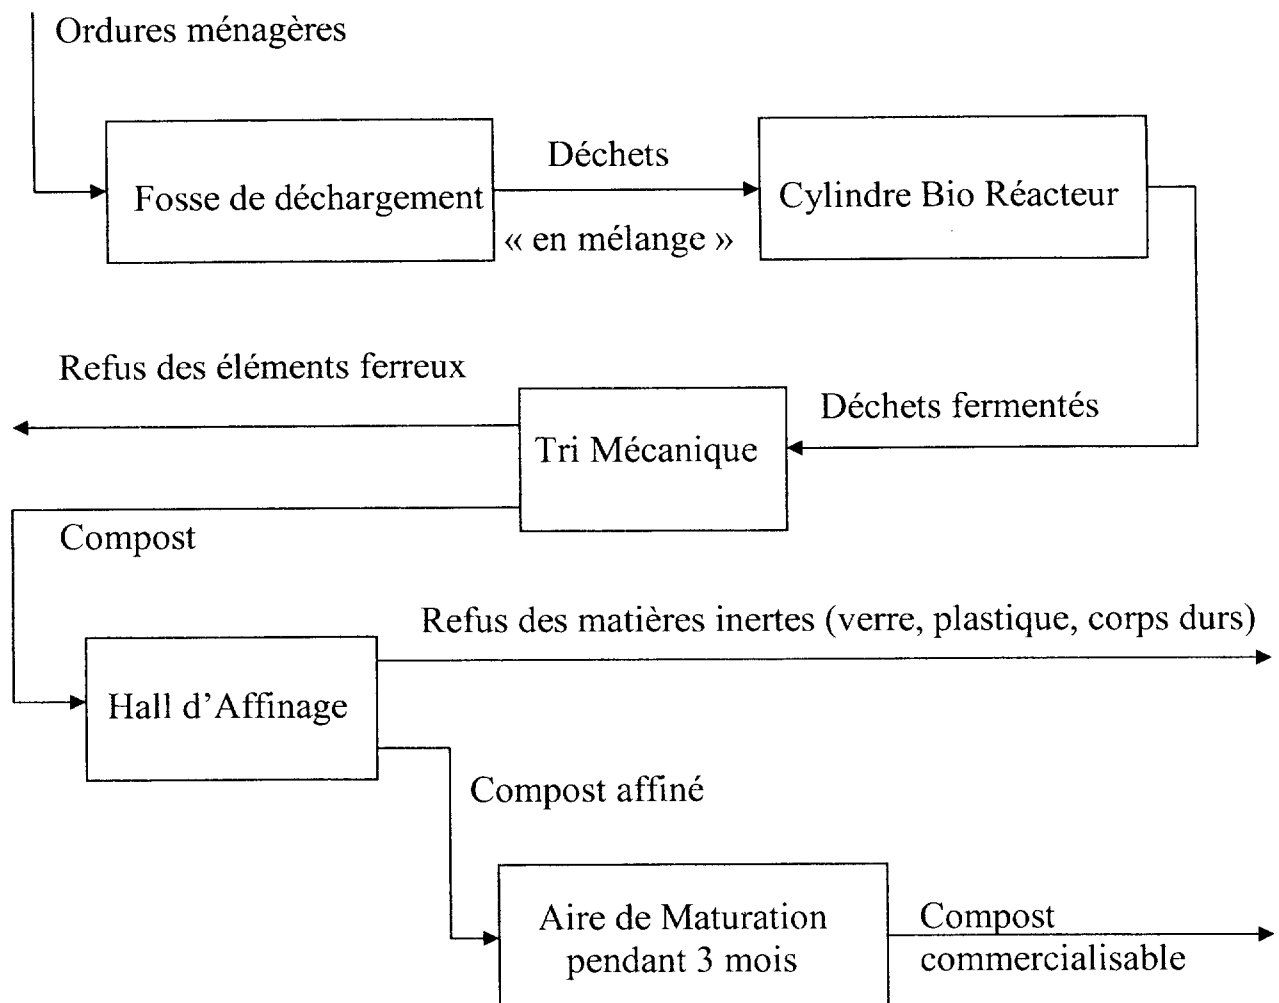 Ordures ménagères
Fosse de déchargement
Déchets
« en mélange »
Cylindre Bio Réacteur
Refus des éléments ferreux
Tri Mécanique
Déchets fermentés
Compost
Refus des matières inertes (verre, plastique, corps durs)
Hall d’Affinage
Compost affiné
Aire de Maturation
pendant 3 mois
Compost
commercialisable